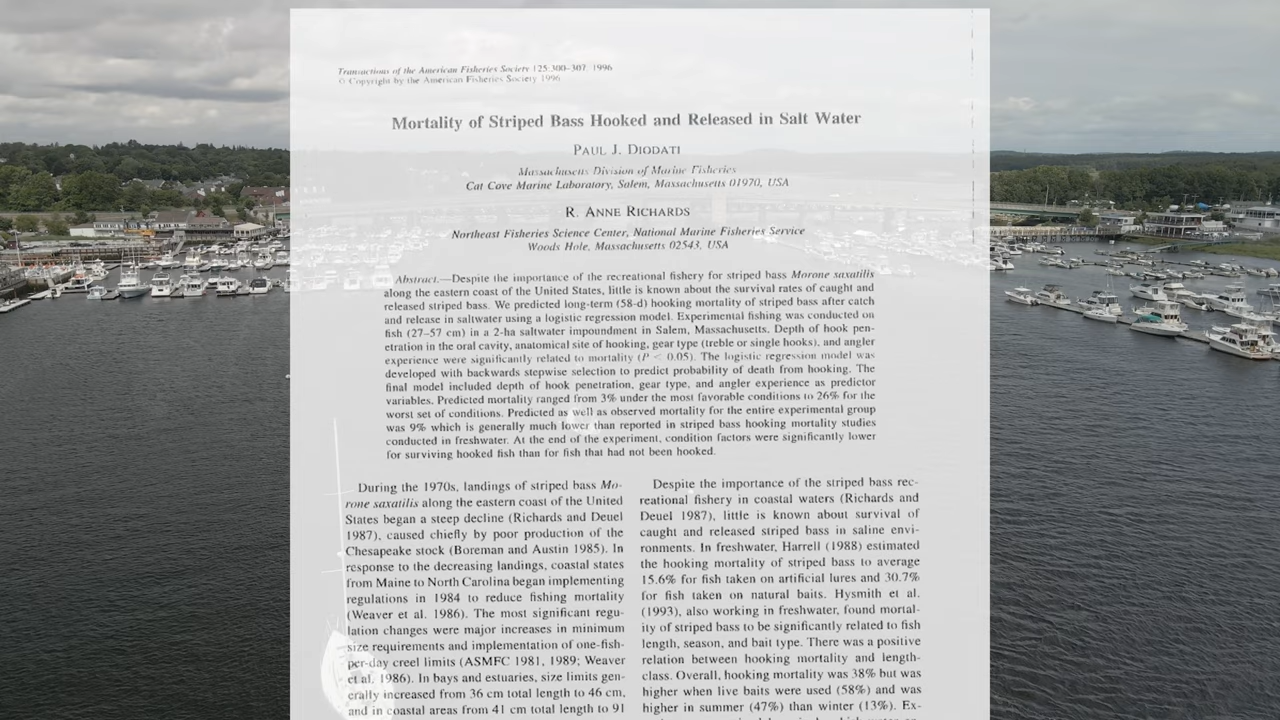 Transactions of the American Fisheries Society 125:300–307, 1996
© Copyright by the American Fisheries Society 1996
Mortality of Striped Bass Hooked and Released in Salt Water
PAUL J. DIODATI
Massachusetts Division of Marine Fisheries
Cat Cove Marine Laboratory, Salem, Massachusetts 01970, USA
R. ANNE RICHARDS
Northeast Fisheries Science Center, National Marine Fisheries Service
Woods Hole, Massachusetts 02543, USA
Abstract.—Despite the importance of the recreational fishery for striped bass Morone saxatilis
along the eastern coast of the United States, little is known about the survival rates of caught and
released striped bass. We predicted long-term (58-d) hooking mortality of striped bass after catch
and release in saltwater using a logistic regression model. Experimental fishing was conducted on
fish (27–57 cm) in a 2-ha saltwater impoundment in Salem, Massachusetts. Depth of hook pen-
etration in the oral cavity, anatomical site of hooking, gear type (treble or single hooks), and angler
experience were significantly related to mortality (P < 0.05). The logistic regression model was
developed with backwards stepwise selection to predict probability of death from hooking. The
final model included depth of hook penetration, gear type, and angler experience as predictor
variables. Predicted mortality ranged from 3% under the most favorable conditions to 26% for the
worst set of conditions. Predicted as well as observed mortality for the entire experimental group
was 9% which is generally much lower than reported in striped bass hooking mortality studies
conducted in freshwater. At the end of the experiment, condition factors were significantly lower
for surviving hooked fish than for fish that had not been hooked.
During the 1970s, landings of striped bass Mo-
rone saxatilis along the eastern coast of the United
States began a steep decline (Richards and Deuel
1987), caused chiefly by poor production of the
Chesapeake stock (Boreman and Austin 1985). In
response to the decreasing landings, coastal states
from Maine to North Carolina began implementing
regulations in 1984 to reduce fishing mortality
(Weaver et al. 1986). The most significant regu-
lation changes were major increases in minimum
size requirements and implementation of one-fish-
per-day creel limits (ASMFC 1981, 1989; Weaver
et al. 1986). In bays and estuaries, size limits gen-
erally increased from 36 cm total length to 46 cm,
and in coastal areas from 41 cm total length to 91
Despite the importance of the striped bass rec-
reational fishery in coastal waters (Richards and
Deuel 1987), little is known about survival of
caught and released striped bass in saline envi-
ronments. In freshwater, Harrell (1988) estimated
the hooking mortality of striped bass to average
15.6% for fish taken on artificial lures and 30.7%
for fish taken on natural baits. Hysmith et al.
(1993), also working in freshwater, found mortal-
ity of striped bass to be significantly related to fish
length, season, and bait type. There was a positive
relation between hooking mortality and length-
class. Overall, hooking mortality was 38% but was
higher when live baits were used (58%) and was
higher in summer (47%) than winter (13%). Ex-